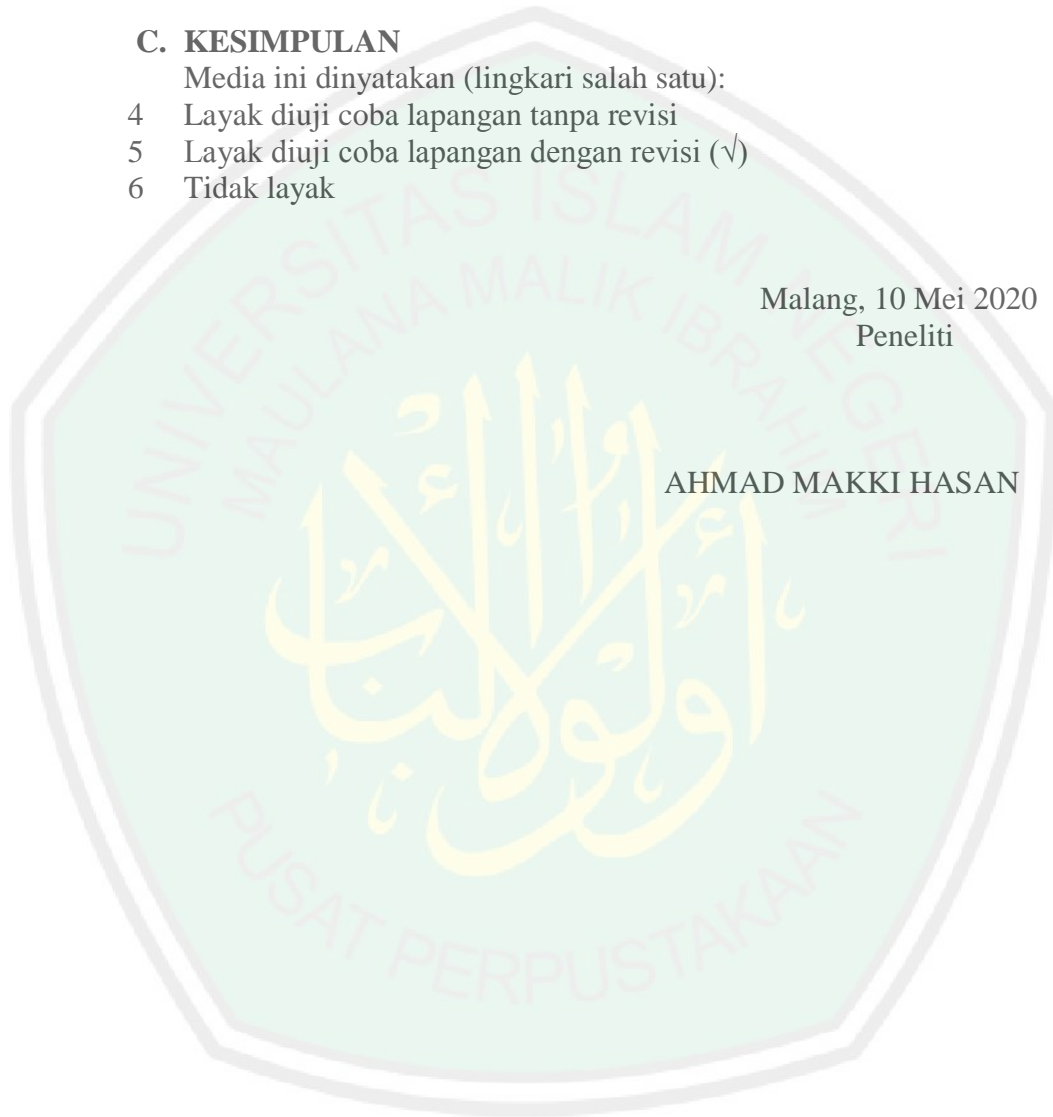 C. KESIMPULAN
Media ini dinyatakan (lingkari salah satu):
4 Layak diuji coba lapangan tanpa revisi
5 Layak diuji coba lapangan dengan revisi (√)
6 Tidak layak
Malang, 10 Mei 2020
Peneliti
AHMAD MAKKI HASAN
UNIVERSITAS ISLAM NEGERI
MAULANA MALIK IBRAHIM
أولوا الألباب
PUSAT PERPUSTAKAAN